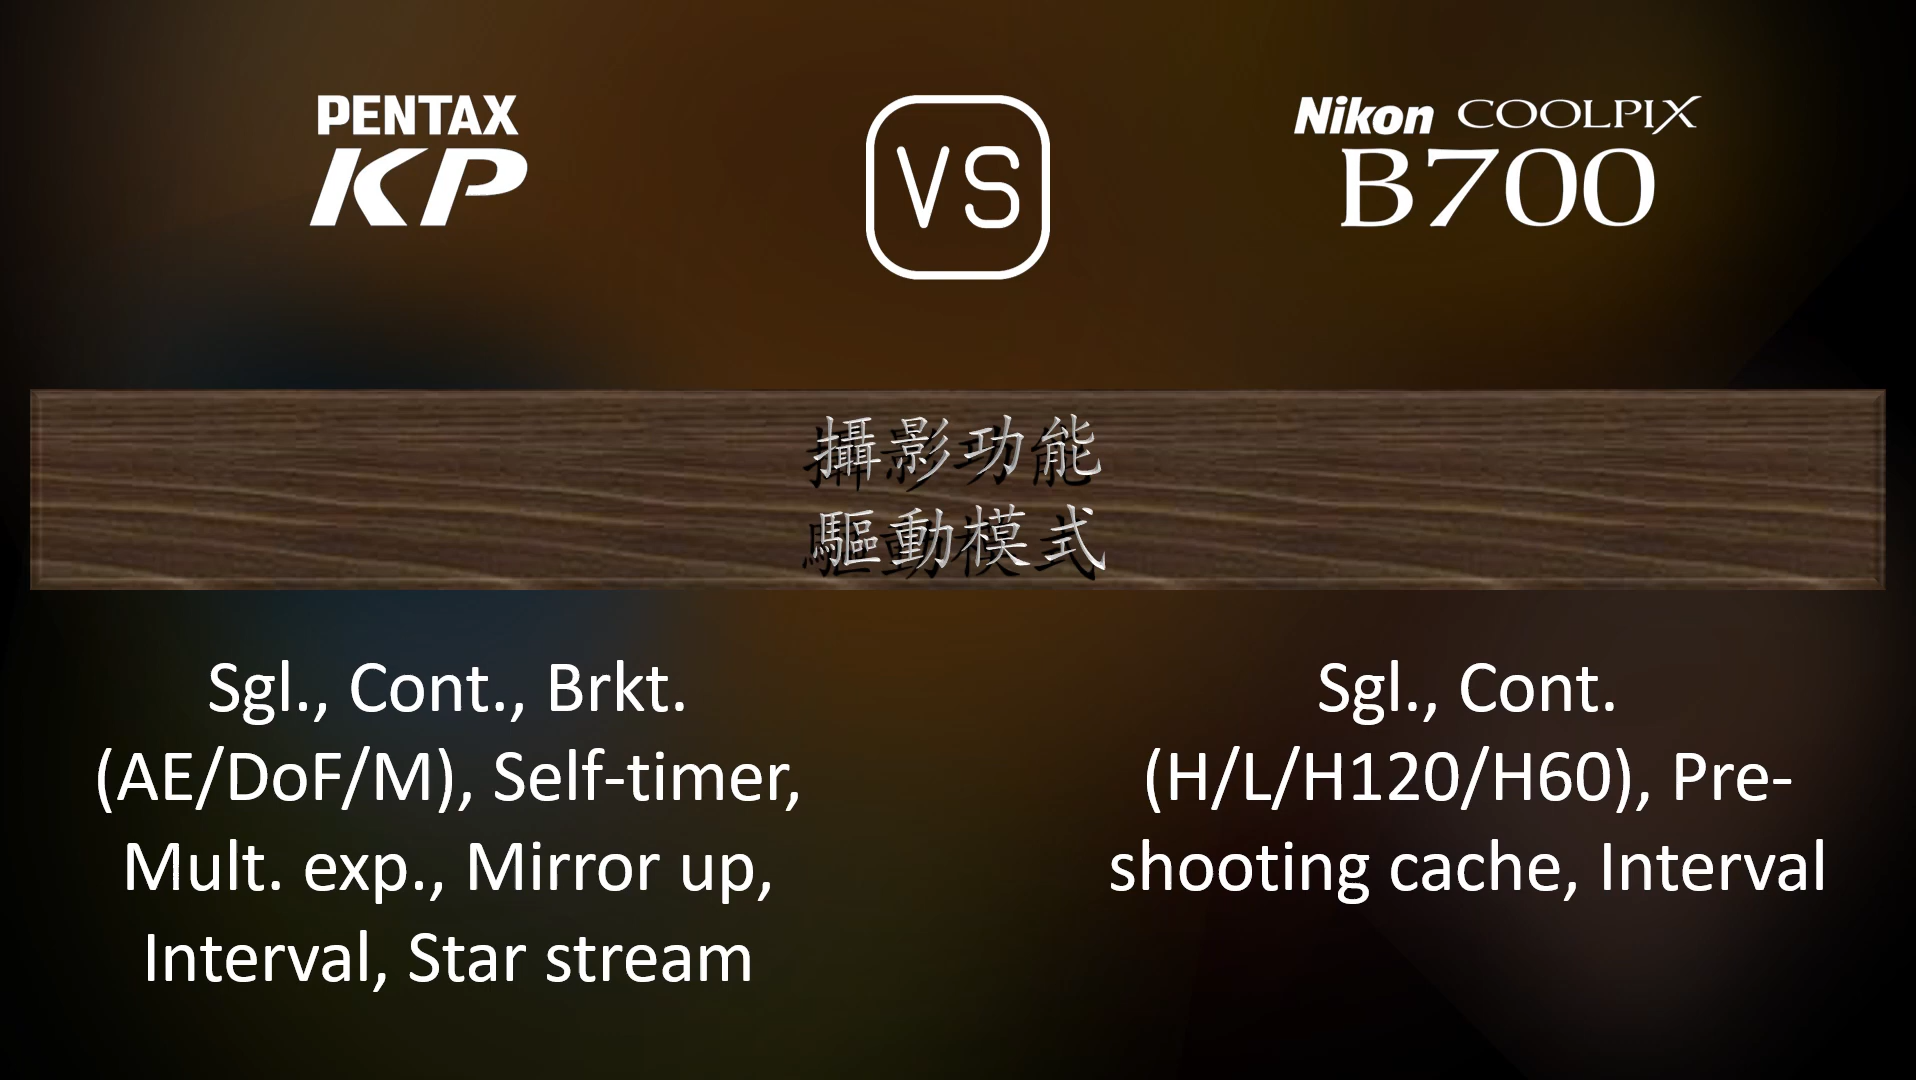 PENTAX
KP
VS
Nikon COOLPIX
B700
攝影功能
驅動模式
Sgl., Cont., Brkt.
(AE/DoF/M), Self-timer,
Mult. exp., Mirror up,
Interval, Star stream
Sgl., Cont.
(H/L/H120/H60), Pre-
shooting cache, Interval